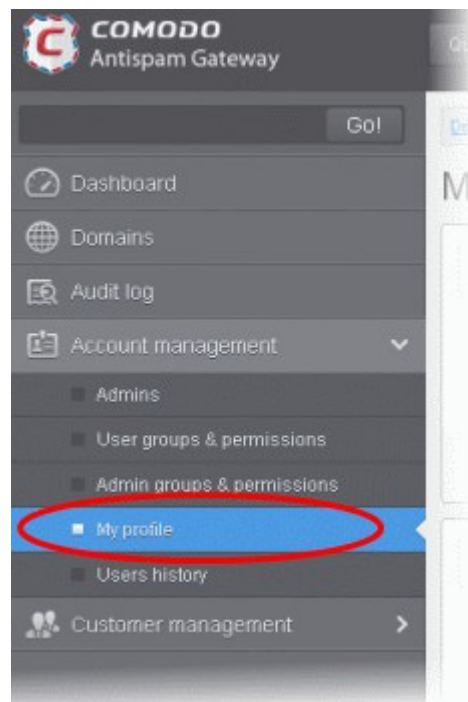 COMODO
Antispam Gateway
Go!
Dashboard
Domains
Audit log
Account management
Admins
User groups & permissions
Admin groups & permissions
My profile
Users history
Customer management